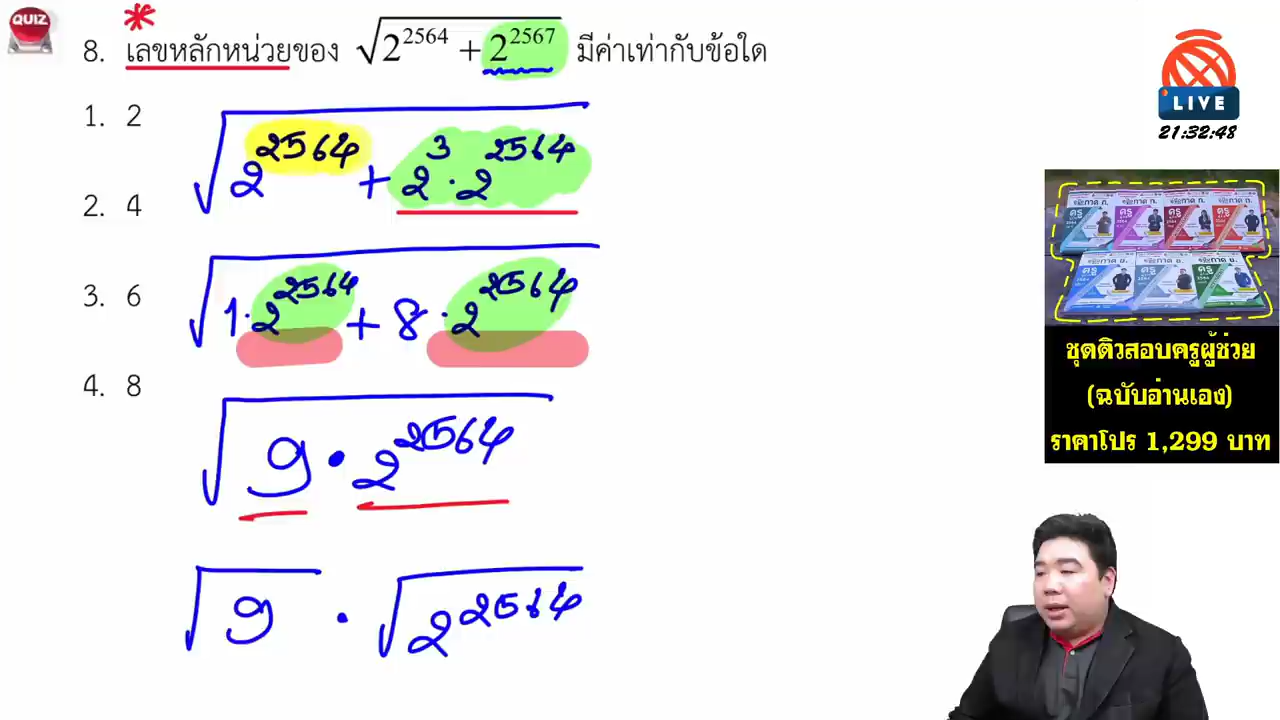 QUIZ
*
8. เลขหลักหน่วยของ √(2^2564 + 2^2567) มีค่าเท่ากับข้อใด
1. 2
√(2^2564 + 2^3 · 2^2564)
2. 4
√(1 · 2^2564 + 8 · 2^2564)
3. 6
4. 8
√(9 · 2^2564)
√9 · √(2^2564)
LIVE
21:32:48
ชุดติวสอบครูผู้ช่วย
(ฉบับอ่านเอง)
ราคาโปร 1,299 บาท